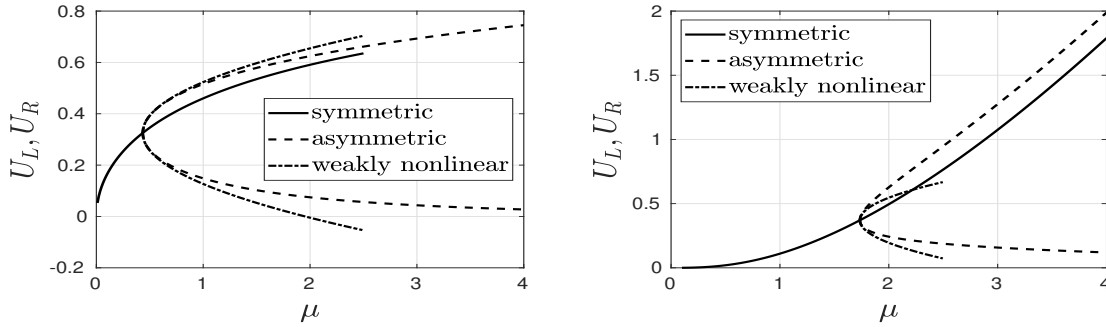 0.8
0.6
0.4
0.2
0
-0.2
0 1 2 3 4
U_L, U_R
μ
symmetric
asymmetric
weakly nonlinear
2
1.5
1
0.5
0
0 1 2 3 4
U_L, U_R
μ
symmetric
asymmetric
weakly nonlinear